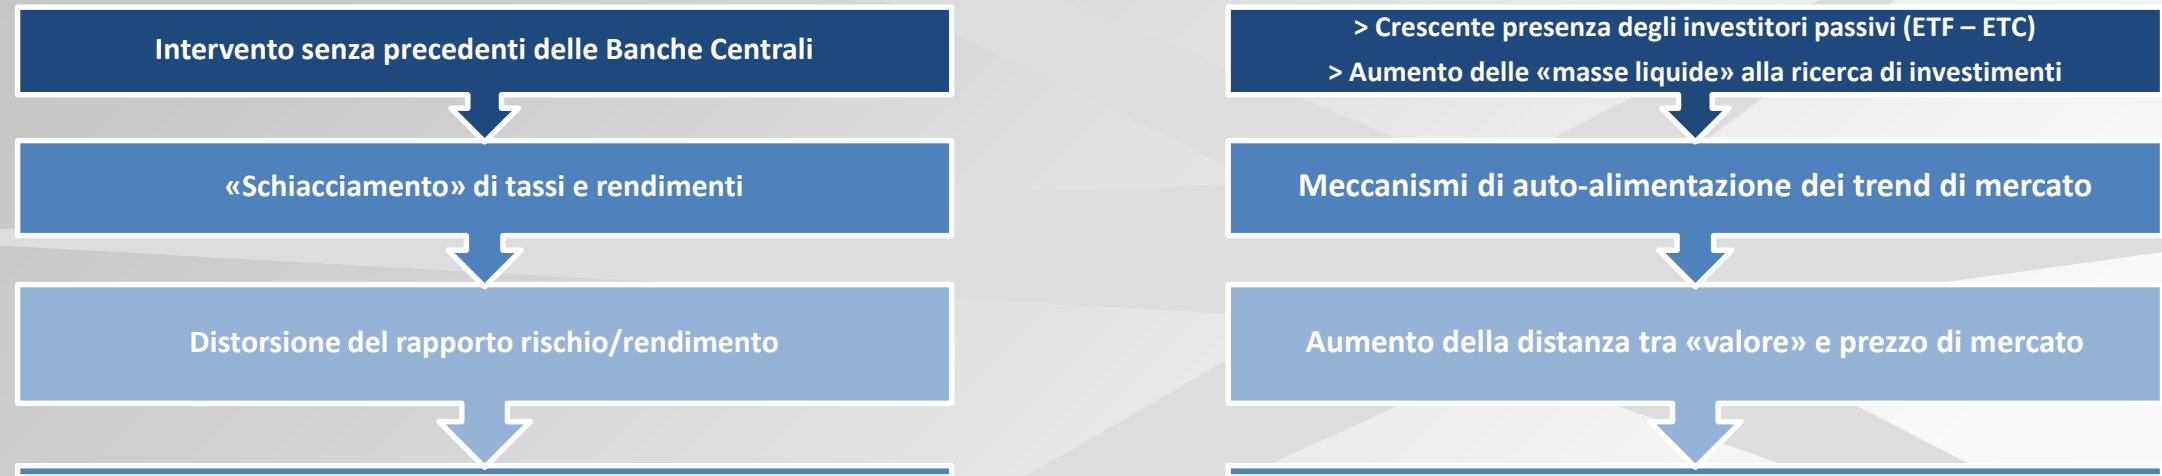 Intervento senza precedenti delle Banche Centrali
«Schiacciamento» di tassi e rendimenti
Distorsione del rapporto rischio/rendimento
> Crescente presenza degli investitori passivi (ETF – ETC)
> Aumento delle «masse liquide» alla ricerca di investimenti
Meccanismi di auto-alimentazione dei trend di mercato
Aumento della distanza tra «valore» e prezzo di mercato